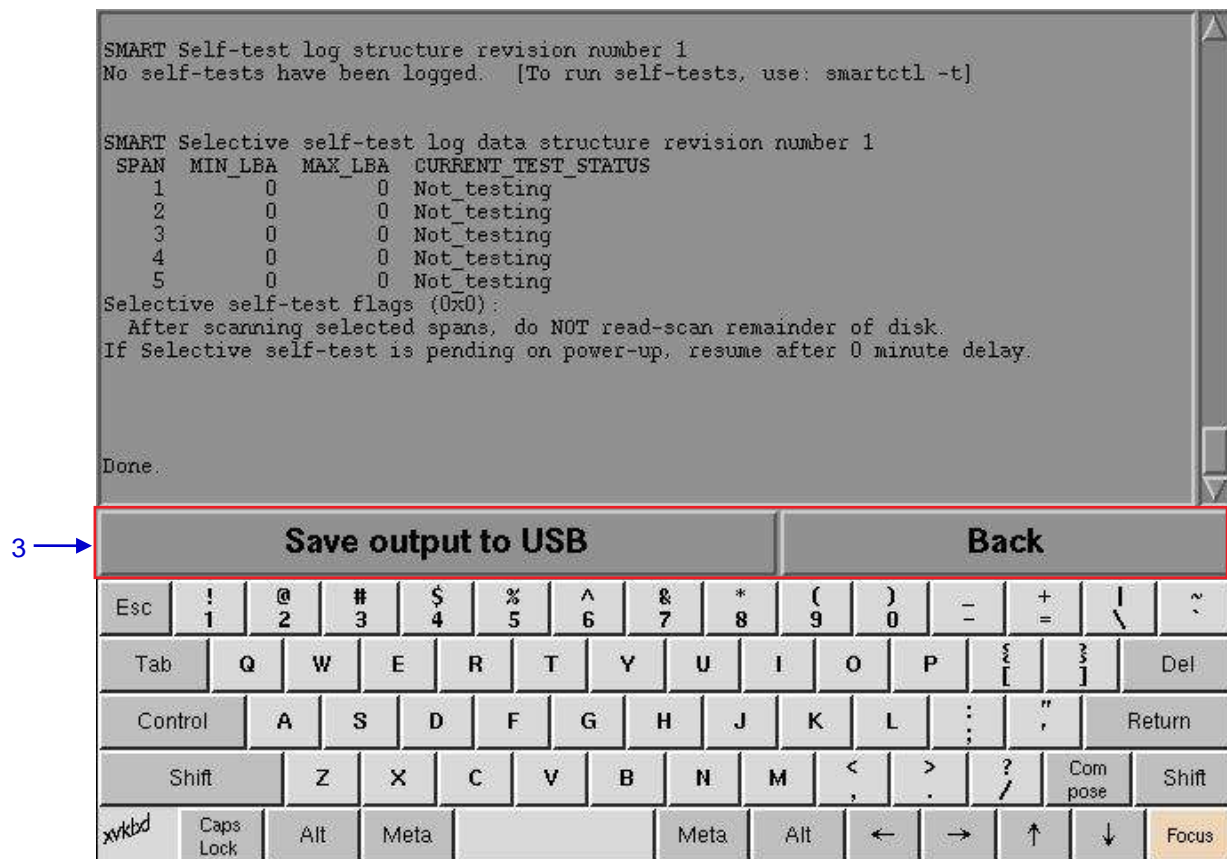 SMART Self-test log structure revision number 1
No self-tests have been logged.  [To run self-tests, use: smartctl -t]
SMART Selective self-test log data structure revision number 1
SPAN  MIN_LBA  MAX_LBA  CURRENT_TEST_STATUS
1        0        0  Not_testing
2        0        0  Not_testing
3        0        0  Not_testing
4        0        0  Not_testing
5        0        0  Not_testing
Selective self-test flags (0x0):
After scanning selected spans, do NOT read-scan remainder of disk.
If Selective self-test is pending on power-up, resume after 0 minute delay.
Done.
3
Save output to USB Back
Esc ! 1 @ 2 # 3 $ 4 % 5 ^ 6 & 7 * 8 ( 9 ) 0 _ - + = | \ ~ `
Tab Q W E R T Y U I O P { [ } ] Del
Control A S D F G H J K L : ; " ' Return
Shift Z X C V B N M < , > . ? / Com pose Shift
xvkbd Caps Lock Alt Meta Meta Alt ← → ↑ ↓ Focus